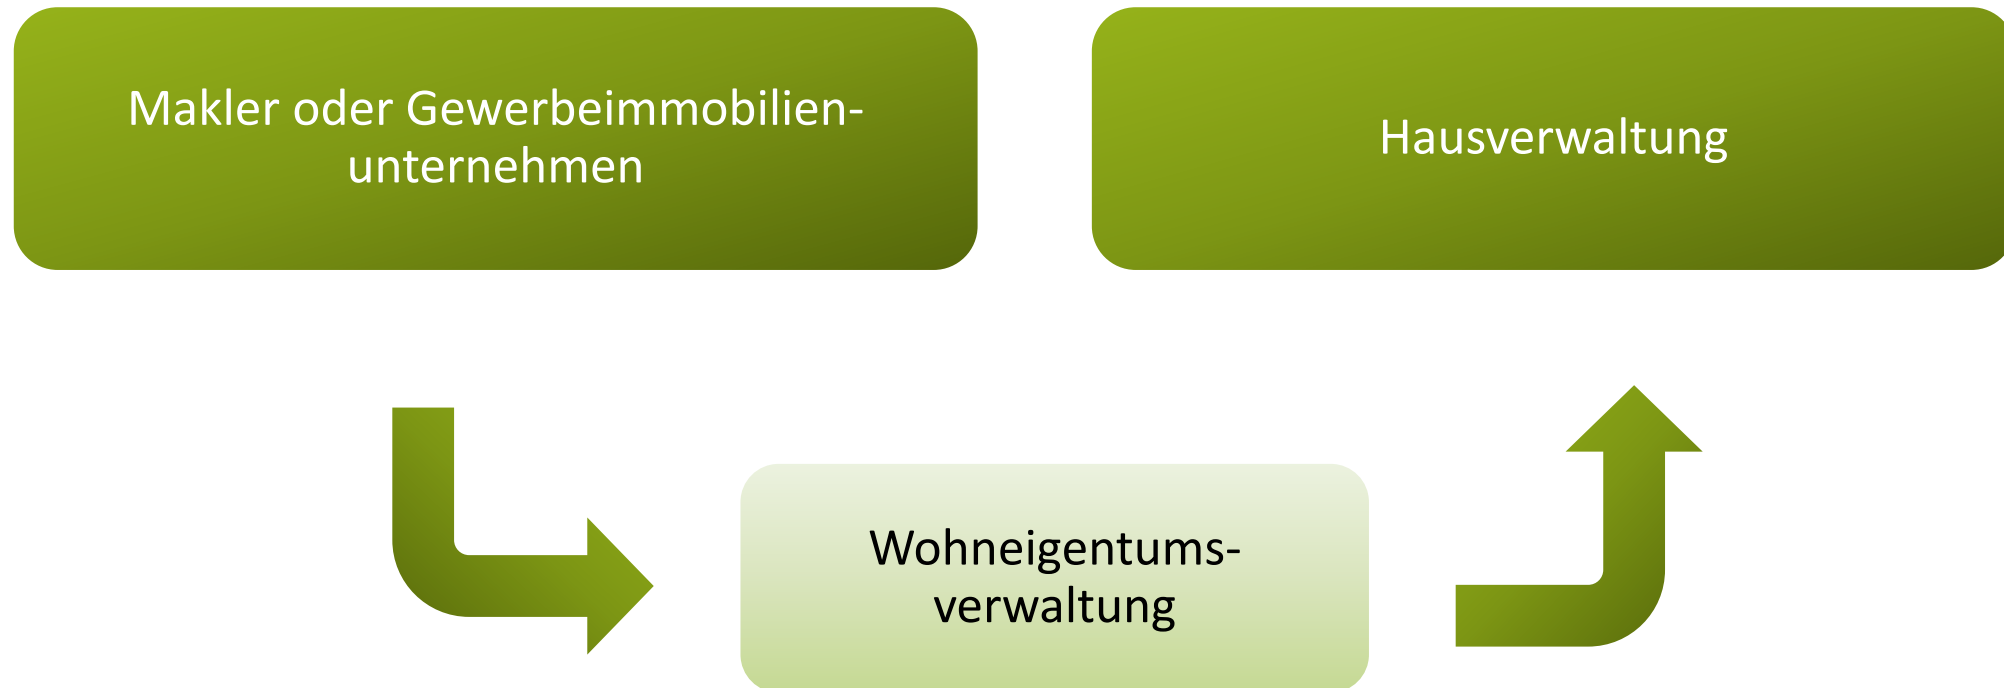 Makler oder Gewerbeimmobilien-
unternehmen
Hausverwaltung
Wohneigentums-
verwaltung